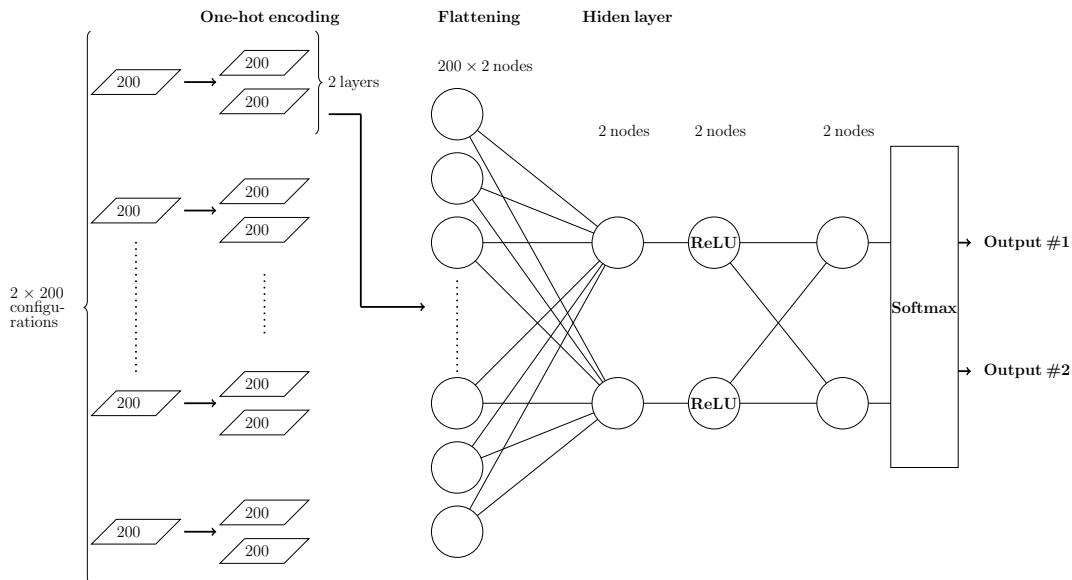 One-hot encoding
Flattening
Hiden layer
200
200
200
2 layers
200 × 2 nodes
2 nodes
2 nodes
2 nodes
200
200
200
ReLU
Output #1
2 × 200
configu-
rations
Softmax
Output #2
200
200
200
ReLU
200
200
200